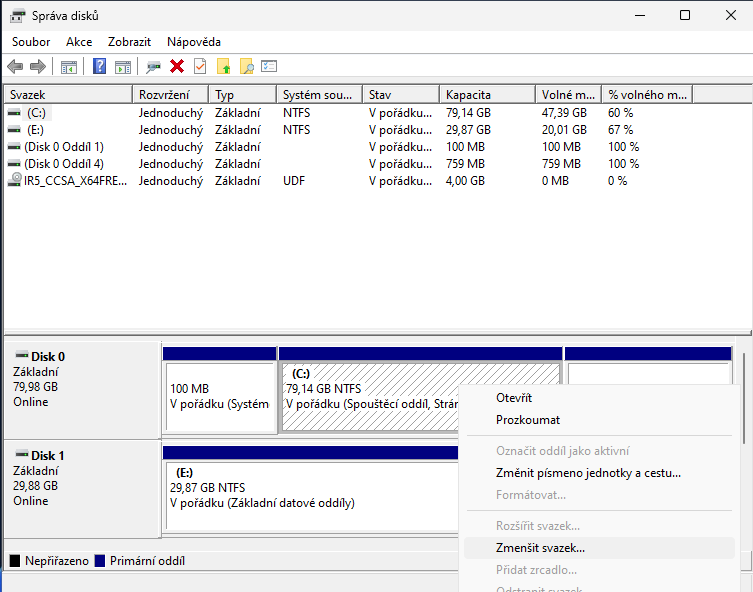 Správa disků
Soubor Akce Zobrazit Nápověda
Svazek Rozvržení Typ Systém sou... Stav Kapacita Volné m... % volného m...
(C:) Jednoduchý Základní NTFS V pořádku... 79,14 GB 47,39 GB 60 %
(E:) Jednoduchý Základní NTFS V pořádku... 29,87 GB 20,01 GB 67 %
(Disk 0 Oddíl 1) Jednoduchý Základní V pořádku... 100 MB 100 MB 100 %
(Disk 0 Oddíl 4) Jednoduchý Základní V pořádku... 759 MB 759 MB 100 %
IR5_CCSA_X64FRE... Jednoduchý Základní UDF V pořádku... 4,00 GB 0 MB 0 %
Disk 0
Základní
79,98 GB
Online
100 MB
V pořádku (Systém
(C:)
79,14 GB NTFS
V pořádku (Spouštěcí oddíl, Strán
Disk 1
Základní
29,88 GB
Online
(E:)
29,87 GB NTFS
V pořádku (Základní datové oddíly)
Otevřít
Prozkoumat
Označit oddíl jako aktivní
Změnit písmeno jednotky a cestu...
Formátovat...
Rozšířit svazek...
Zmenšit svazek...
Přidat zrcadlo...
Odstranit svazek
Nepřiřazeno Primární oddíl